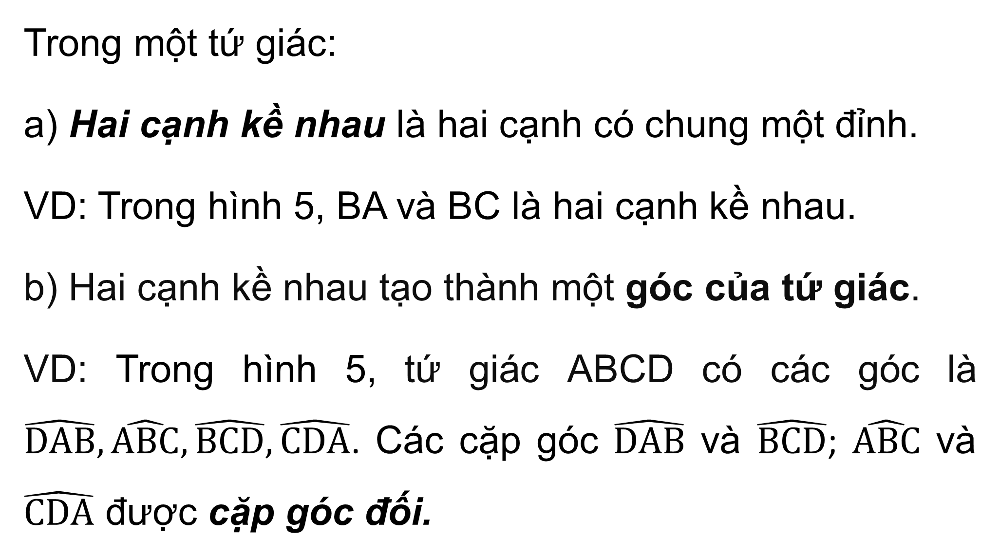 Trong một tứ giác:
a) Hai cạnh kề nhau là hai cạnh có chung một đỉnh.
VD: Trong hình 5, BA và BC là hai cạnh kề nhau.
b) Hai cạnh kề nhau tạo thành một góc của tứ giác.
VD: Trong hình 5, tứ giác ABCD có các góc là
$\widehat{DAB}$, $\widehat{ABC}$, $\widehat{BCD}$, $\widehat{CDA}$. Các cặp góc $\widehat{DAB}$ và $\widehat{BCD}$; $\widehat{ABC}$ và
$\widehat{CDA}$ được cặp góc đối.